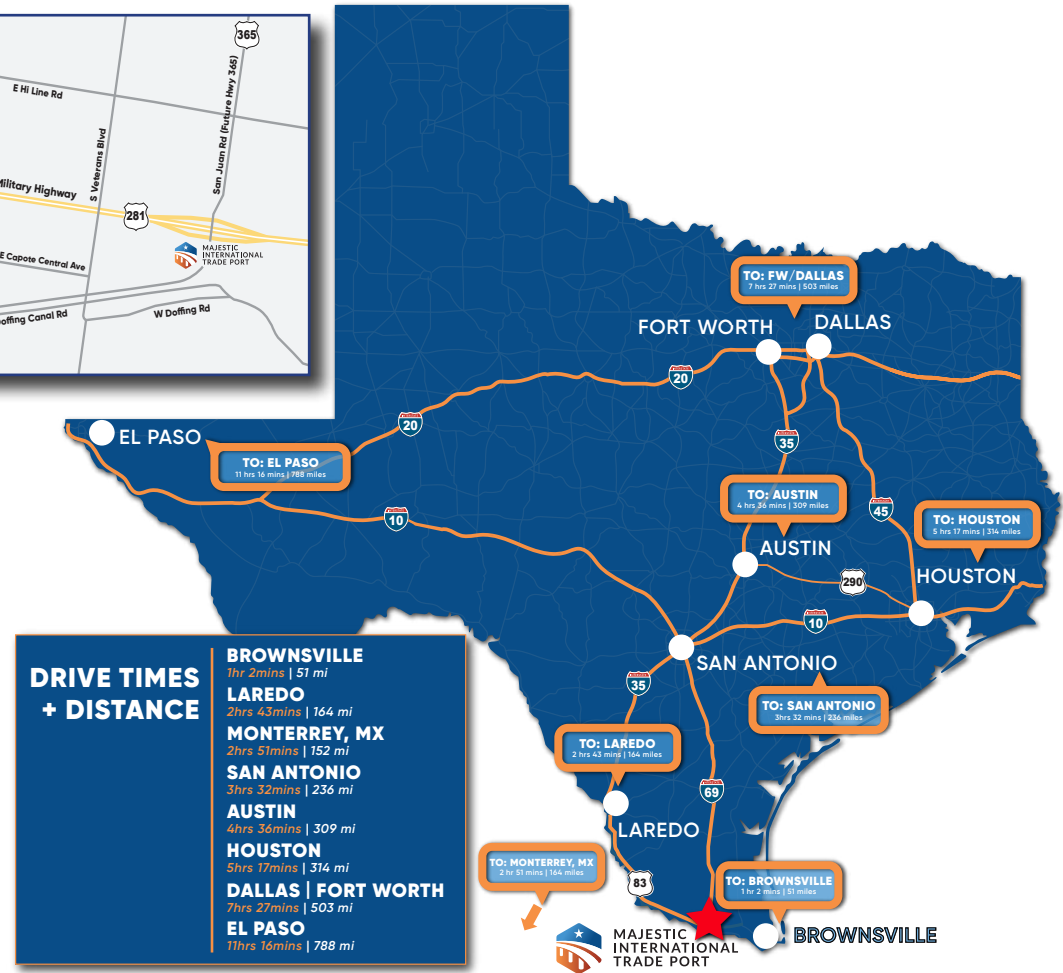 365
E Hi Line Rd
S Veterans Blvd
San Juan Rd (Future Hwy 365)
Military Highway
281
MAJESTIC
INTERNATIONAL
TRADE PORT
E Capote Central Ave
offing Canal Rd
W Doffing Rd
TO: FW/DALLAS
7 hrs 27 mins | 503 miles
FORT WORTH
DALLAS
20
20
35
EL PASO
TO: EL PASO
11 hrs 16 mins | 788 miles
10
TO: AUSTIN
4 hrs 36 mins | 309 miles
45
TO: HOUSTON
5 hrs 17 mins | 314 miles
AUSTIN
290
HOUSTON
10
SAN ANTONIO
35
TO: SAN ANTONIO
3hrs 32 mins | 236 miles
TO: LAREDO
2 hrs 43 mins | 164 miles
69
LAREDO
TO: MONTERREY, MX
2 hr 51 mins | 164 miles
83
TO: BROWNSVILLE
1 hr 2 mins | 51 miles
BROWNSVILLE
MAJESTIC
INTERNATIONAL
TRADE PORT
DRIVE TIMES
+ DISTANCE
BROWNSVILLE
1hr 2mins | 51 mi
LAREDO
2hrs 43mins | 164 mi
MONTERREY, MX
2hrs 51mins | 152 mi
SAN ANTONIO
3hrs 32mins | 236 mi
AUSTIN
4hrs 36mins | 309 mi
HOUSTON
5hrs 17mins | 314 mi
DALLAS | FORT WORTH
7hrs 27mins | 503 mi
EL PASO
11hrs 16mins | 788 mi